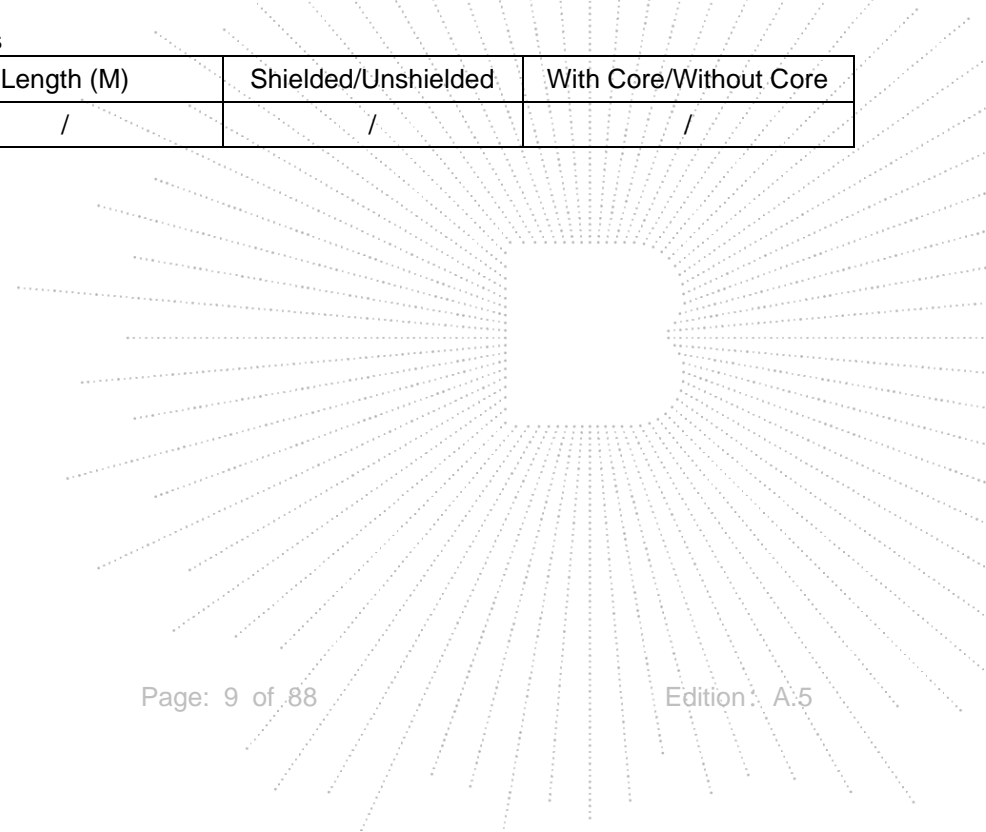 Length (M) Shielded/Unshielded With Core/Without Core
/ / /
Page: 9 of 88 Edition: A.5